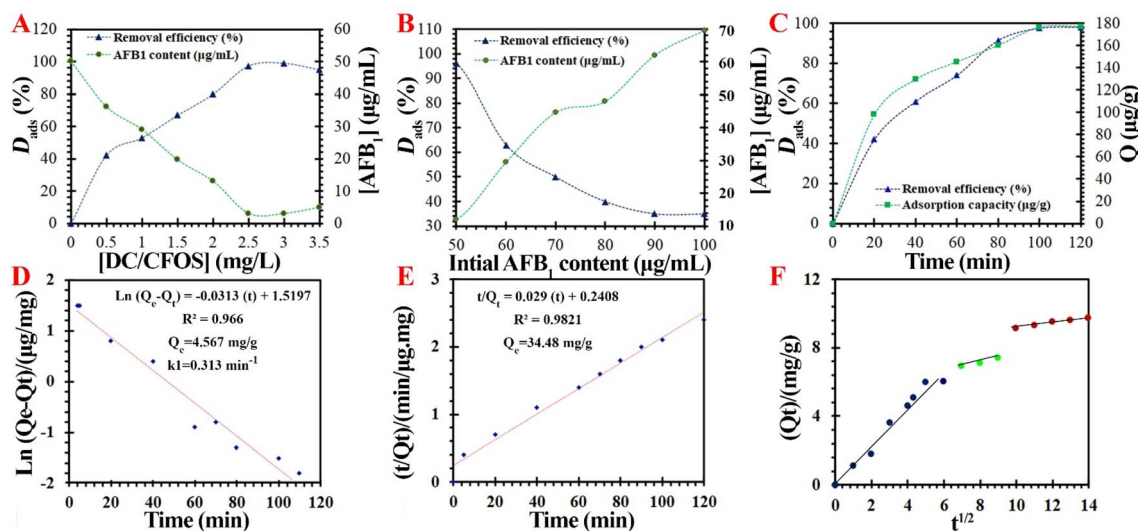 A
120
100
80
60
40
20
0
D_ads (%)
Removal efficiency (%)
AFB1 content (µg/mL)
60
50
40
30
20
10
0
[AFB₁] (µg/mL)
0 0.5 1 1.5 2 2.5 3 3.5
[DC/CFOS] (mg/L)
B
110
100
90
80
70
60
50
40
30
D_ads (%)
Removal efficiency (%)
AFB1 content (µg/mL)
70
60
50
40
30
20
10
[AFB₁] (µg/mL)
50 60 70 80 90 100
Intial AFB₁ content (µg/mL)
C
100
80
60
40
20
0
D_ads (%)
Removal efficiency (%)
Adsorption capacity (µg/g)
180
160
140
120
100
80
60
40
20
0
Q (µg/g)
0 20 40 60 80 100 120
Time (min)
D
2
1
0
-1
-2
Ln ((Qe-Qt)/(µg/mg)
Ln (Qe-Qt) = -0.0313 (t) + 1.5197
R² = 0.966
Qe=4.567 mg/g
k1=0.313 min⁻¹
0 20 40 60 80 100 120
Time (min)
E
3
2
1
0
(t/Qt)/(min/µg.mg)
t/Qt = 0.029 (t) + 0.2408
R² = 0.9821
Qe=34.48 mg/g
0 20 40 60 80 100 120
Time (min)
F
12
8
4
0
(Qt)/(mg/g)
0 2 4 6 8 10 12 14
t^1/2